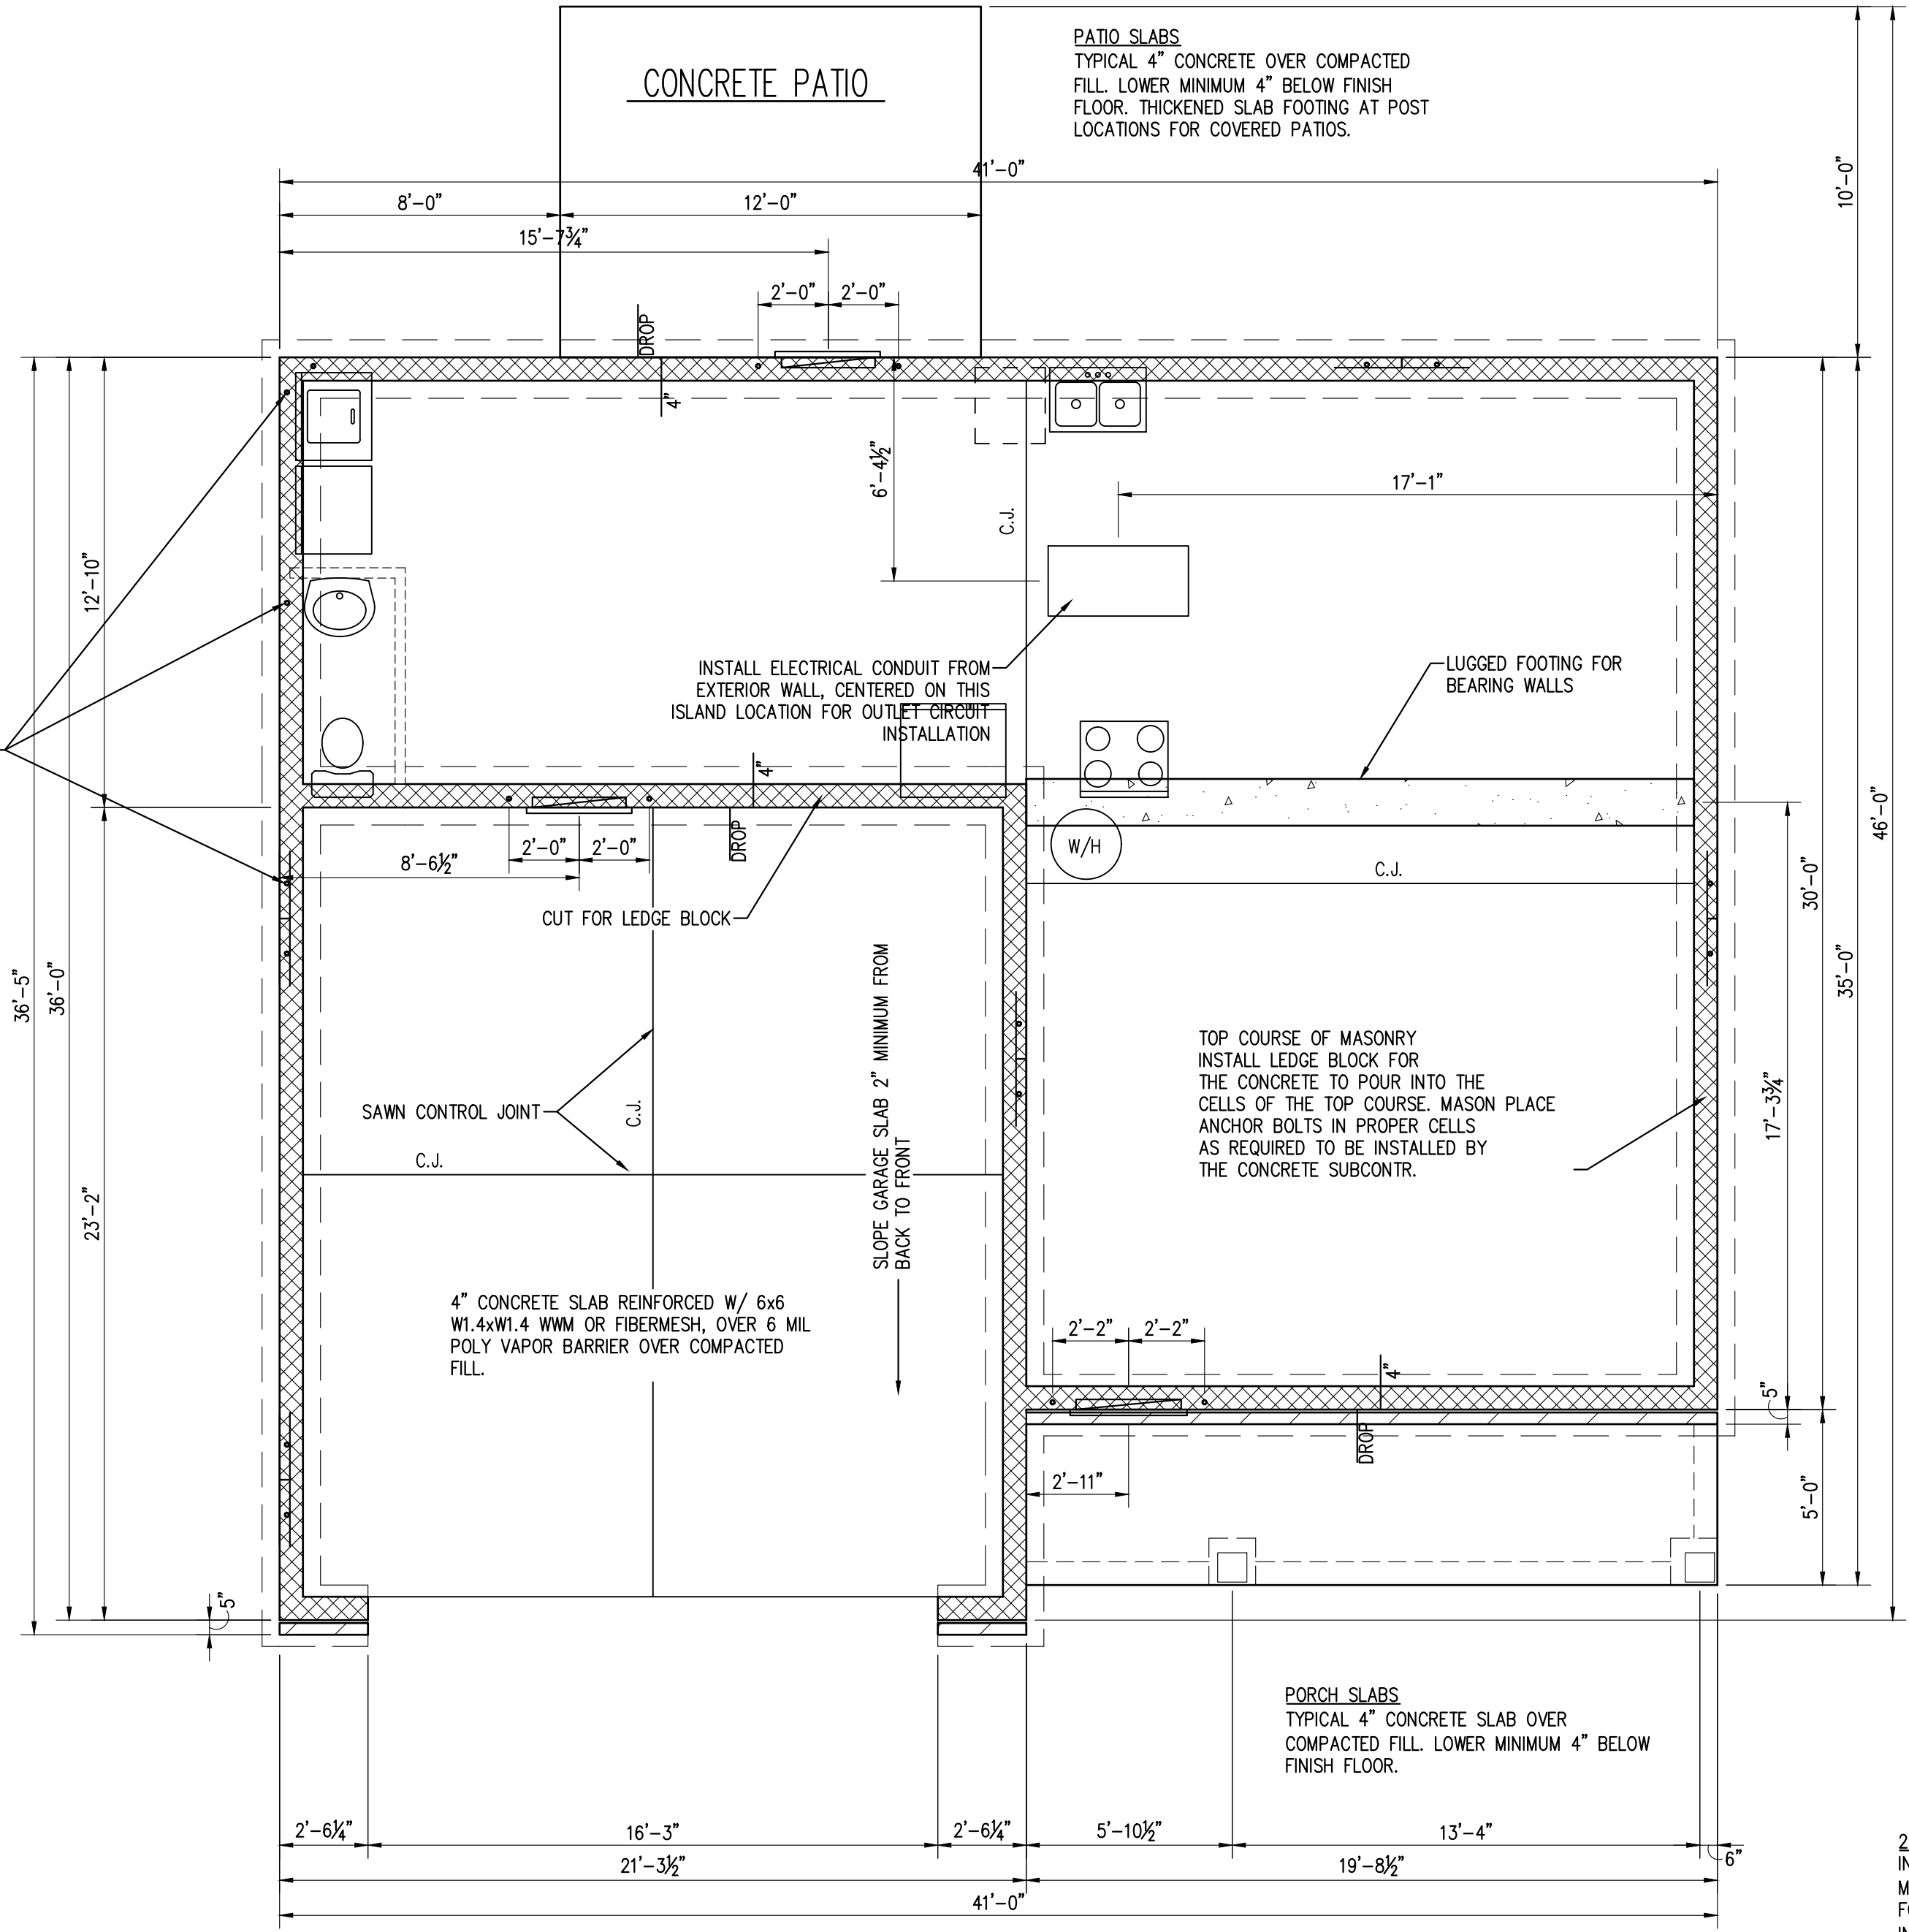 PATIO SLABS
TYPICAL 4" CONCRETE OVER COMPACTED
FILL. LOWER MINIMUM 4" BELOW FINISH
FLOOR. THICKENED SLAB FOOTING AT POST
LOCATIONS FOR COVERED PATIOS.
CONCRETE PATIO
41'-0"
8'-0"
12'-0"
10'-0"
15'-7¾"
2'-0"
2'-0"
DROP
4"
6'-4½"
C.J.
17'-1"
12'-10"
INSTALL ELECTRICAL CONDUIT FROM
EXTERIOR WALL, CENTERED ON THIS
ISLAND LOCATION FOR OUTLET CIRCUIT
INSTALLATION
LUGGED FOOTING FOR
BEARING WALLS
4"
DROP
2'-0"
2'-0"
8'-6½"
W/H
C.J.
46'-0"
30'-0"
35'-0"
CUT FOR LEDGE BLOCK
36'-5"
36'-0"
SLOPE GARAGE SLAB 2" MINIMUM FROM
BACK TO FRONT
TOP COURSE OF MASONRY
INSTALL LEDGE BLOCK FOR
THE CONCRETE TO POUR INTO THE
CELLS OF THE TOP COURSE. MASON PLACE
ANCHOR BOLTS IN PROPER CELLS
AS REQUIRED TO BE INSTALLED BY
THE CONCRETE SUBCONTR.
17'-3¾"
SAWN CONTROL JOINT
C.J.
C.J.
23'-2"
4" CONCRETE SLAB REINFORCED W/ 6x6
W1.4xW1.4 WWM OR FIBERMESH, OVER 6 MIL
POLY VAPOR BARRIER OVER COMPACTED
FILL.
2'-2"
2'-2"
4"
5"
DROP
2'-11"
5'-0"
5"
PORCH SLABS
TYPICAL 4" CONCRETE SLAB OVER
COMPACTED FILL. LOWER MINIMUM 4" BELOW
FINISH FLOOR.
2'-6¼"
16'-3"
2'-6¼"
5'-10½"
13'-4"
6"
21'-3½"
19'-8½"
41'-0"